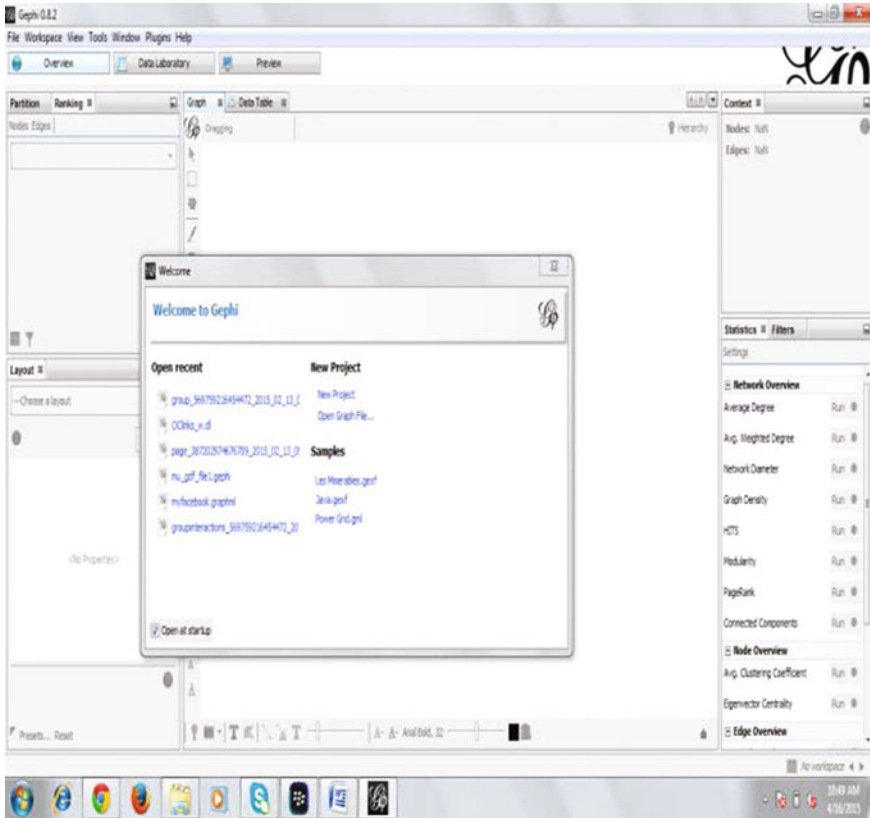 Gephi 0.8.2
File Workspace View Tools Window Plugins Help
Overview Data Laboratory Preview
Partition Ranking
Nodes Edges
Graph Data Table
Dragging
Hierarchy
Context
Nodes: NaN
Edges: NaN
Welcome
Welcome to Gephi
Open recent
OClinks_w.dl
myfacebook.graphml
New Project
New Project
Open Graph File...
Samples
Les Miserables.gexf
Java.gexf
Power Grid.gml
Open at startup
Layout
---Choose a layout
<No Properties>
Presets... Reset
Statistics Filters
Settings
Network Overview
Average Degree Run
Avg. Weighted Degree Run
Network Diameter Run
Graph Density Run
HITS Run
Modularity Run
PageRank Run
Connected Components Run
Node Overview
Avg. Clustering Coefficient Run
Eigenvector Centrality Run
Edge Overview
T T A- A- Arial Bold, 32
No workspace
10:49 AM
4/16/2015